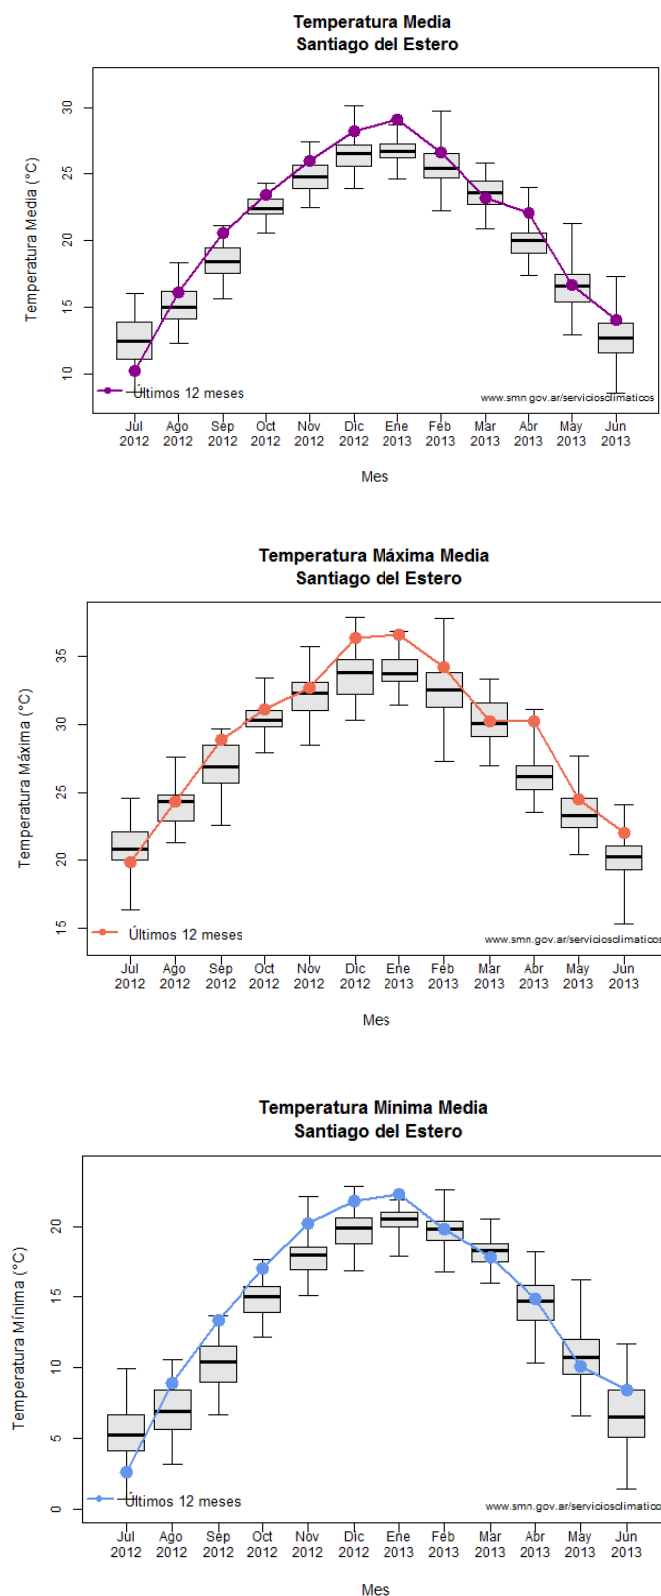 Temperatura Media
Santiago del Estero
Temperatura Media (°C)
30
25
20
15
10
Últimos 12 meses
www.smn.gov.ar/serviciosclimaticos
Jul Ago Sep Oct Nov Dic Ene Feb Mar Abr May Jun
2012 2012 2012 2012 2012 2012 2013 2013 2013 2013 2013 2013
Mes
Temperatura Máxima Media
Santiago del Estero
Temperatura Máxima (°C)
35
30
25
20
15
Últimos 12 meses
www.smn.gov.ar/serviciosclimaticos
Jul Ago Sep Oct Nov Dic Ene Feb Mar Abr May Jun
2012 2012 2012 2012 2012 2012 2013 2013 2013 2013 2013 2013
Mes
Temperatura Mínima Media
Santiago del Estero
Temperatura Mínima (°C)
20
15
10
5
0
Últimos 12 meses
www.smn.gov.ar/serviciosclimaticos
Jul Ago Sep Oct Nov Dic Ene Feb Mar Abr May Jun
2012 2012 2012 2012 2012 2012 2013 2013 2013 2013 2013 2013
Mes